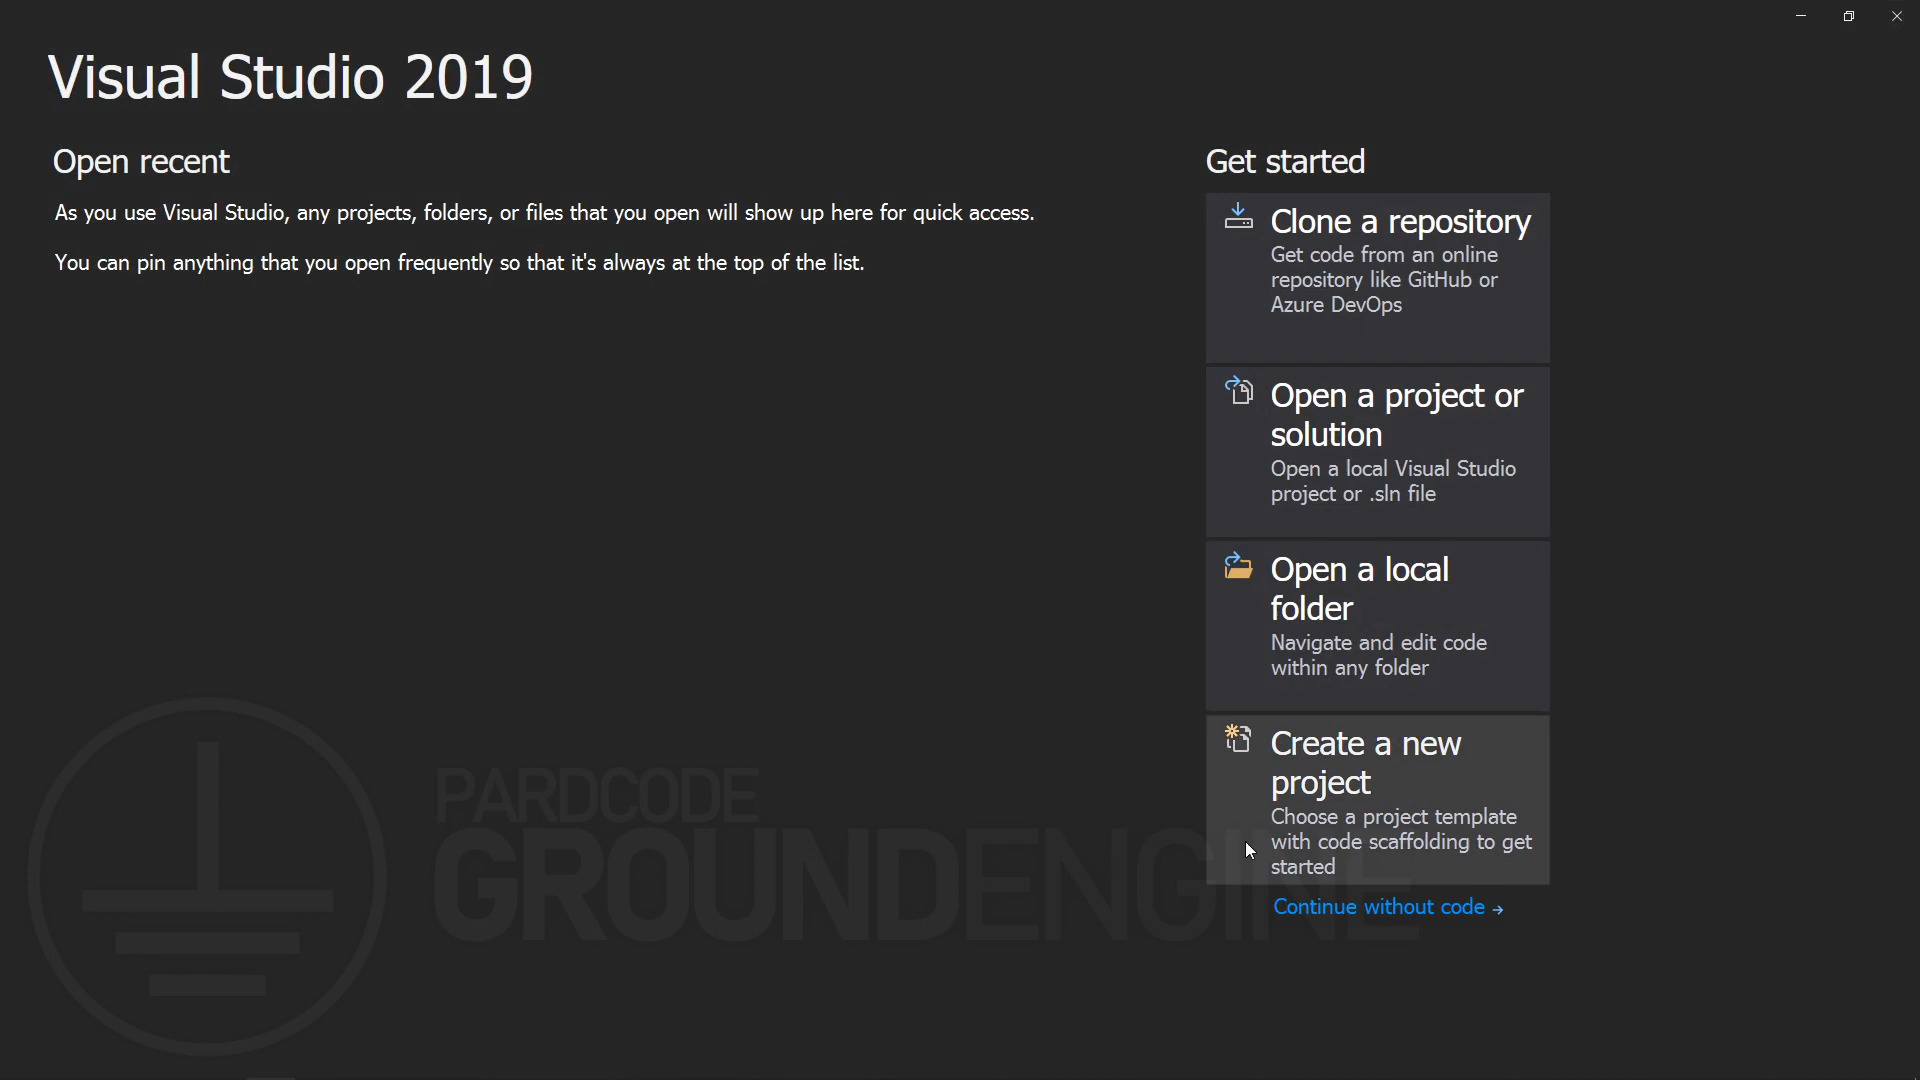 Visual Studio 2019
Open recent
As you use Visual Studio, any projects, folders, or files that you open will show up here for quick access.
You can pin anything that you open frequently so that it's always at the top of the list.
Get started
Clone a repository
Get code from an online
repository like GitHub or
Azure DevOps
Open a project or
solution
Open a local Visual Studio
project or .sln file
Open a local
folder
Navigate and edit code
within any folder
Create a new
project
Choose a project template
with code scaffolding to get
started
Continue without code →
PARDCODE
GROUNDENGINE